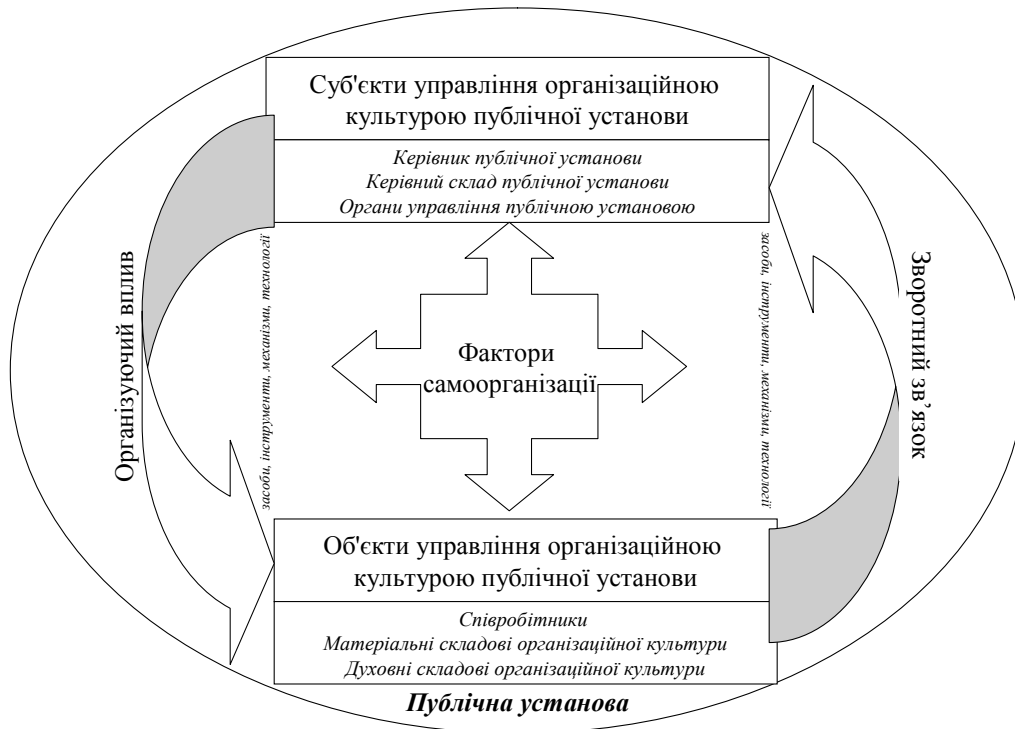 Суб'єкти управління організаційною
культурою публічної установи
Керівник публічної установи
Керівний склад публічної установи
Органи управління публічною установою
Організуючий вплив
засоби, інструменти, механізми, технології
Фактори
самоорганізації
засоби, інструменти, механізми, технології
Зворотний зв’язок
Об'єкти управління організаційною
культурою публічної установи
Співробітники
Матеріальні складові організаційної культури
Духовні складові організаційної культури
Публічна установа